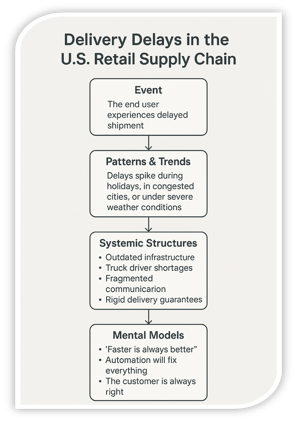 Delivery Delays in the
U.S. Retail Supply Chain
Event
The end user
experiences delayed
shipment
Patterns & Trends
Delays spike during
holidays, in congested
cities, or under severe
weather conditions
Systemic Structures
• Outdated infrastructure
• Truck driver shortages
• Fragmented
communicarion
• Rigid delivery guarantees
Mental Models
• 'Faster is always better"
• Automation will fix
everything
• The customer is always
right